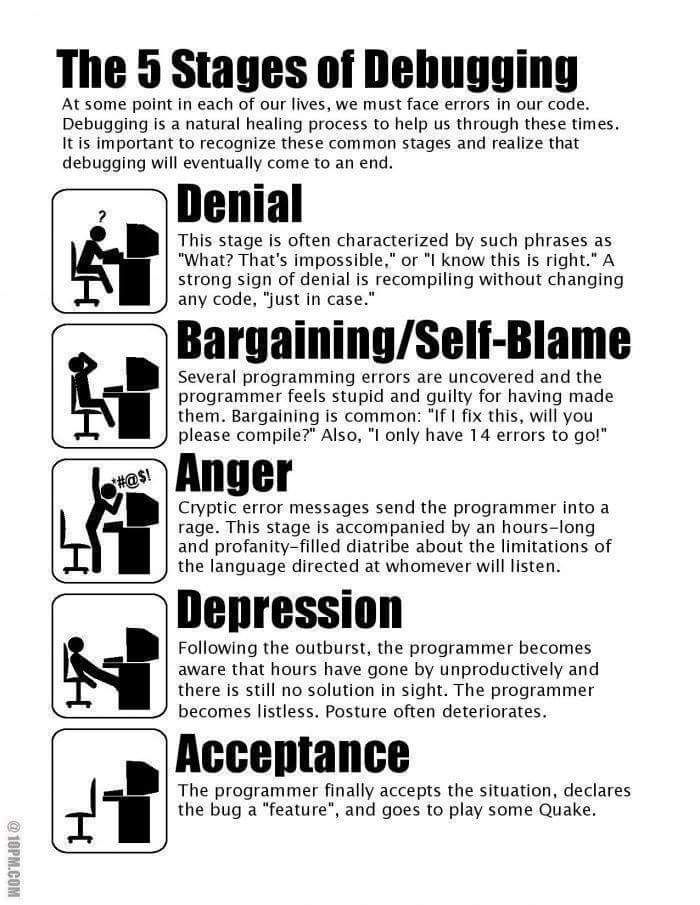 The 5 Stages of Debugging
At some point in each of our lives, we must face errors in our code.
Debugging is a natural healing process to help us through these times.
It is important to recognize these common stages and realize that
debugging will eventually come to an end.
?
Denial
This stage is often characterized by such phrases as
"What? That's impossible," or "I know this is right." A
strong sign of denial is recompiling without changing
any code, "just in case."
Bargaining/Self-Blame
Several programming errors are uncovered and the
programmer feels stupid and guilty for having made
them. Bargaining is common: "If I fix this, will you
please compile?" Also, "I only have 14 errors to go!"
*#@$!
Anger
Cryptic error messages send the programmer into a
rage. This stage is accompanied by an hours-long
and profanity-filled diatribe about the limitations of
the language directed at whomever will listen.
Depression
Following the outburst, the programmer becomes
aware that hours have gone by unproductively and
there is still no solution in sight. The programmer
becomes listless. Posture often deteriorates.
Acceptance
The programmer finally accepts the situation, declares
the bug a "feature", and goes to play some Quake.
@10PM.COM